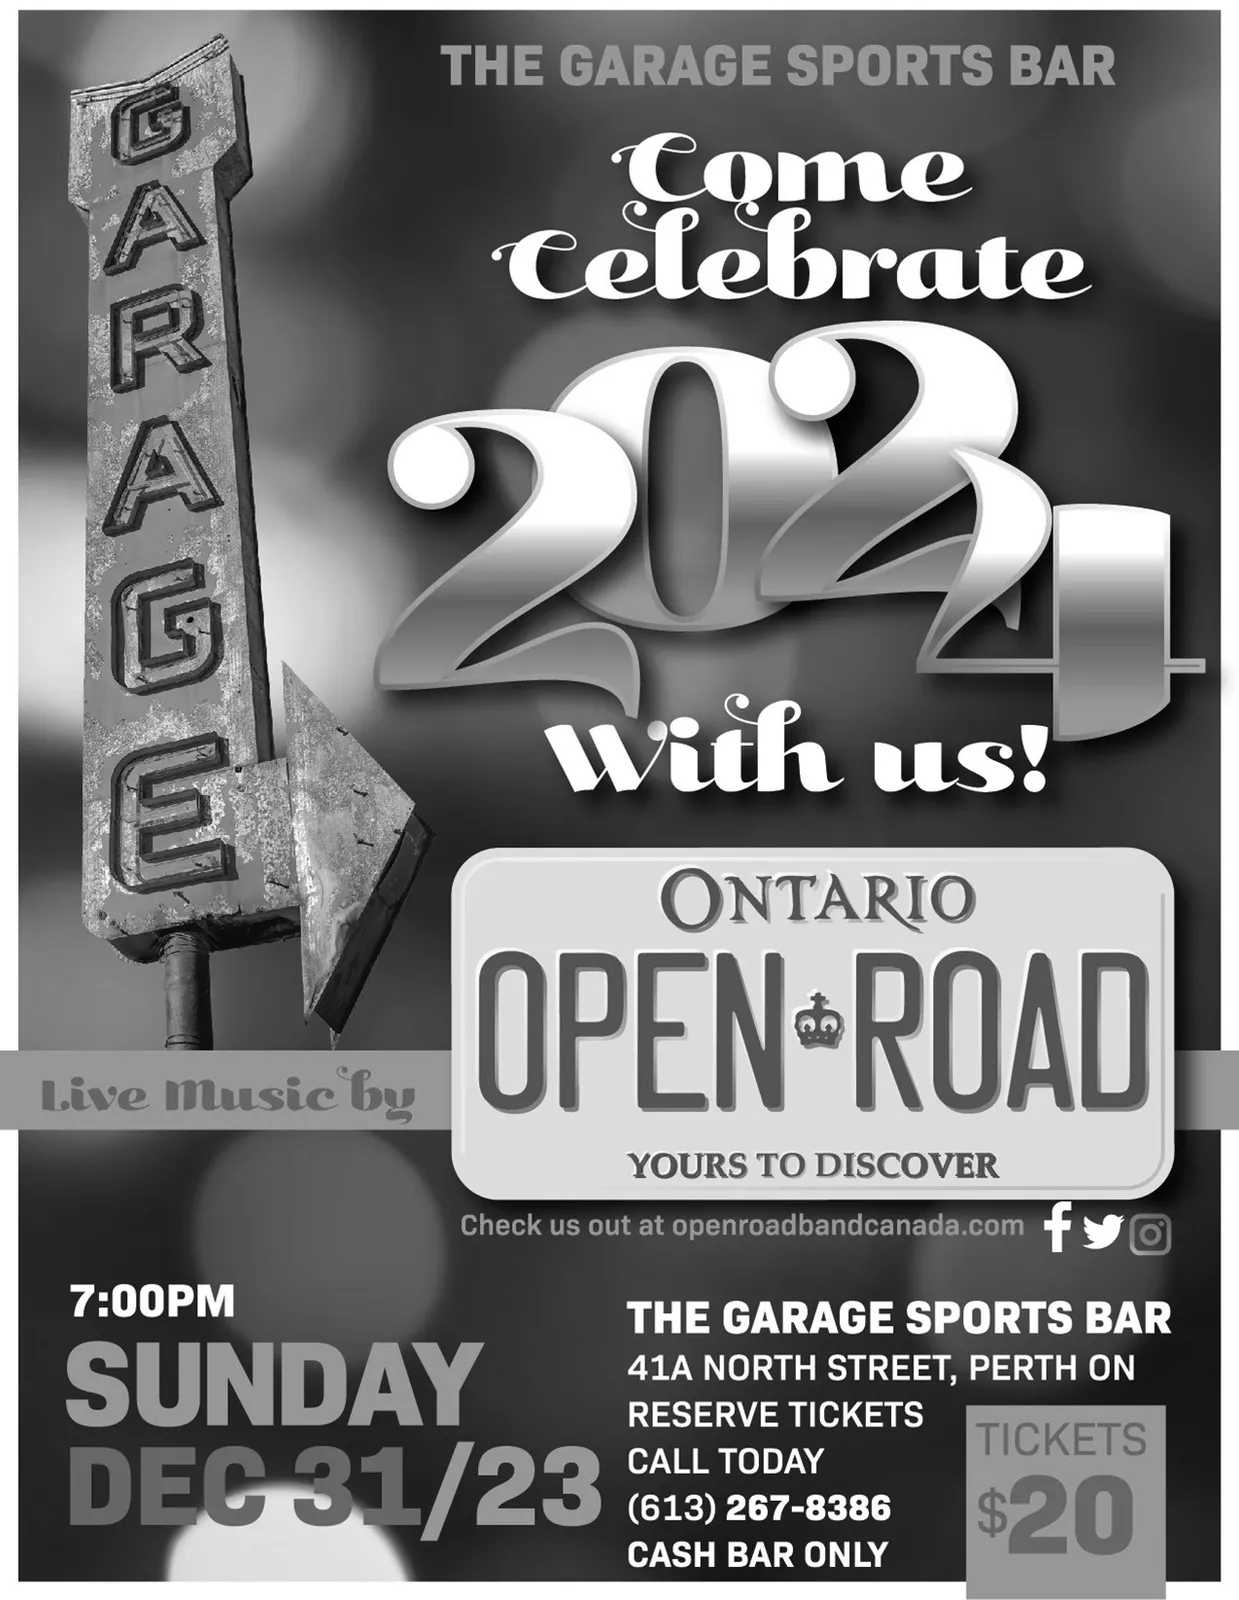 THE GARAGE SPORTS BAR
GARAGE
Come
Celebrate
2024
With us!
ONTARIO
OPEN ROAD
YOURS TO DISCOVER
Live Music by
Check us out at openroadbandcanada.com
7:00PM
SUNDAY
DEC 31/23
THE GARAGE SPORTS BAR
41A NORTH STREET, PERTH ON
RESERVE TICKETS
CALL TODAY
(613) 267-8386
CASH BAR ONLY
TICKETS
$20